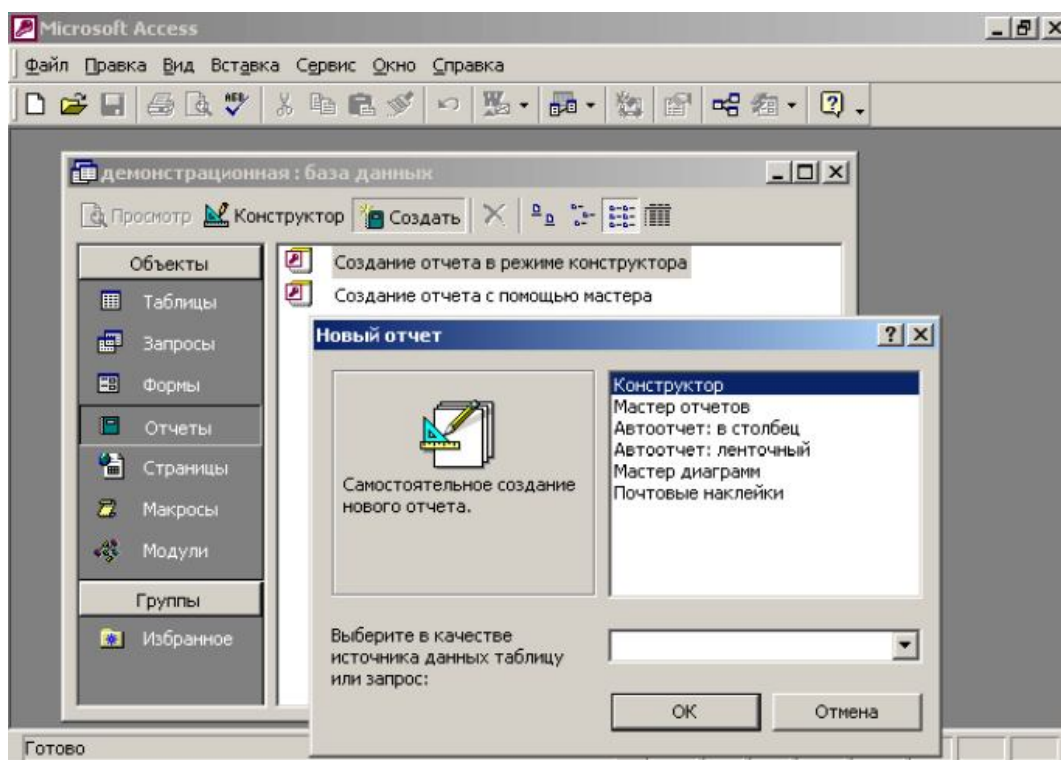 Microsoft Access
Файл Правка Вид Вставка Сервис Окно Справка
демонстрационная : база данных
Просмотр Конструктор Создать
Объекты
Таблицы
Запросы
Формы
Отчеты
Страницы
Макросы
Модули
Группы
Избранное
Создание отчета в режиме конструктора
Создание отчета с помощью мастера
Новый отчет
Самостоятельное создание
нового отчета.
Конструктор
Мастер отчетов
Автоотчет: в столбец
Автоотчет: ленточный
Мастер диаграмм
Почтовые наклейки
Выберите в качестве
источника данных таблицу
или запрос:
ОК
Отмена
Готово